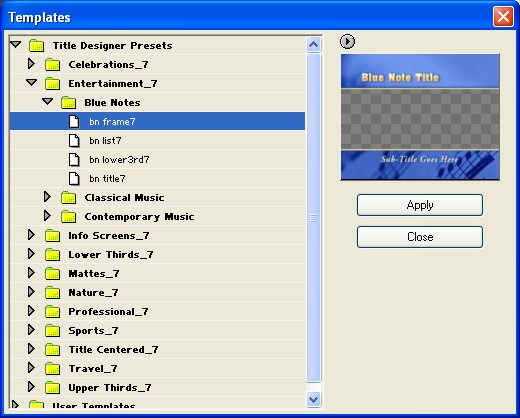 Templates
Title Designer Presets
Celebrations_7
Entertainment_7
Blue Notes
bn frame7
bn list7
bn lower3rd7
bn title7
Classical Music
Contemporary Music
Info Screens_7
Lower Thirds_7
Mattes_7
Nature_7
Professional_7
Sports_7
Title Centered_7
Travel_7
Upper Thirds_7
User Templates
Blue Note Title
Sub-Title Goes Here
Apply
Close